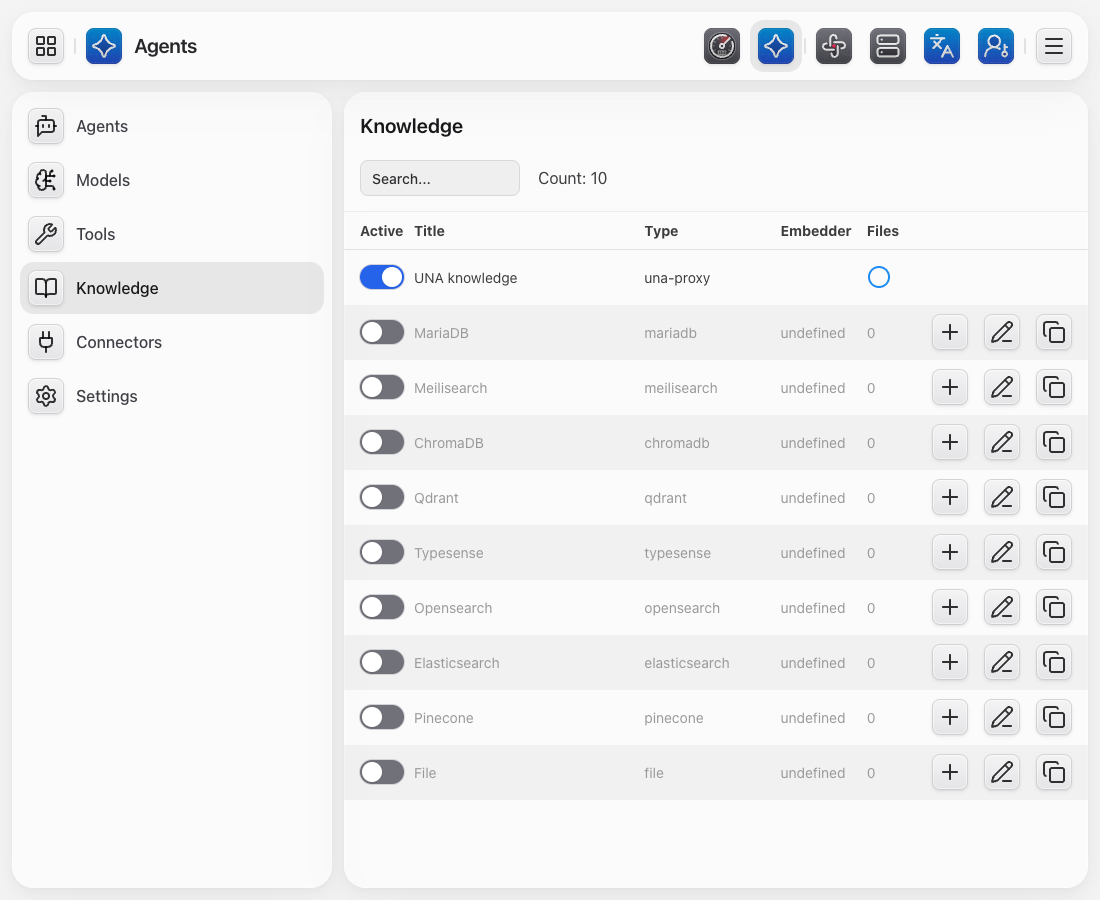 Agents
Agents
Models
Tools
Knowledge
Connectors
Settings
Knowledge
Search...
Count: 10
Active Title Type Embedder Files
UNA knowledge una-proxy
MariaDB mariadb undefined 0
Meilisearch meilisearch undefined 0
ChromaDB chromadb undefined 0
Qdrant qdrant undefined 0
Typesense typesense undefined 0
Opensearch opensearch undefined 0
Elasticsearch elasticsearch undefined 0
Pinecone pinecone undefined 0
File file undefined 0